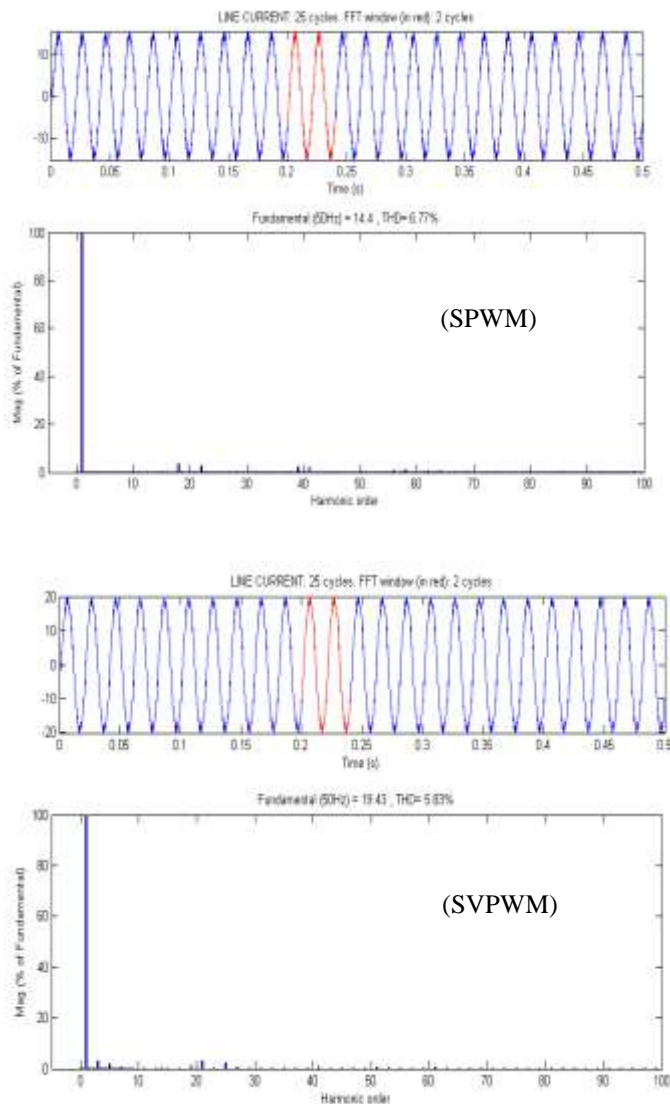 LINE CURRENT: 25 cycles. FFT window (in red): 2 cycles
10
0
-10
0 0.05 0.1 0.15 0.2 0.25 0.3 0.35 0.4 0.45 0.5
Time (s)
Fundamental (50Hz) = 14.4 , THD= 6.77%
Mag (% of Fundamental)
100
80
60
40
20
0
(SPWM)
0 10 20 30 40 50 60 70 80 90 100
Harmonic order
LINE CURRENT: 25 cycles. FFT window (in red): 2 cycles
20
10
0
-10
-20
0 0.05 0.1 0.15 0.2 0.25 0.3 0.35 0.4 0.45 0.5
Time (s)
Fundamental (50Hz) = 19.43 , THD= 5.63%
Mag (% of Fundamental)
100
80
60
40
20
0
(SVPWM)
0 10 20 30 40 50 60 70 80 90 100
Harmonic order